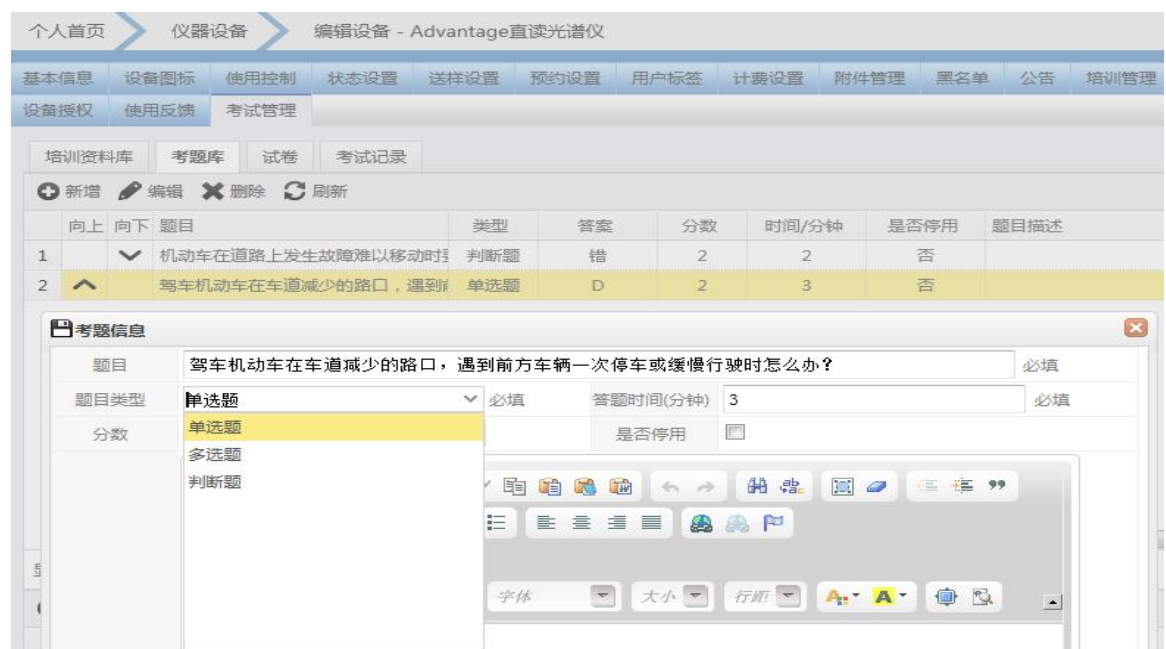 个人首页 仪器设备 编辑设备 - Advantage直读光谱仪
基本信息 设备图标 使用控制 状态设置 送样设置 预约设置 用户标签 计费设置 附件管理 黑名单 公告 培训管理
设备授权 使用反馈 考试管理
培训资料库 考题库 试卷 考试记录
新增 编辑 删除 刷新
向上 向下 题目 类型 答案 分数 时间/分钟 是否停用 题目描述
1 机动车在道路上发生故障难以移动时 判断题 错 2 2 否
2 驾车机动车在车道减少的路口，遇到 单选题 D 2 3 否
考题信息
题目 驾车机动车在车道减少的路口，遇到前方车辆一次停车或缓慢行驶时怎么办? 必填
题目类型 单选题 必填 答题时间(分钟) 3 必填
分数 单选题 是否停用
多选题
判断题
字体 大小 行距